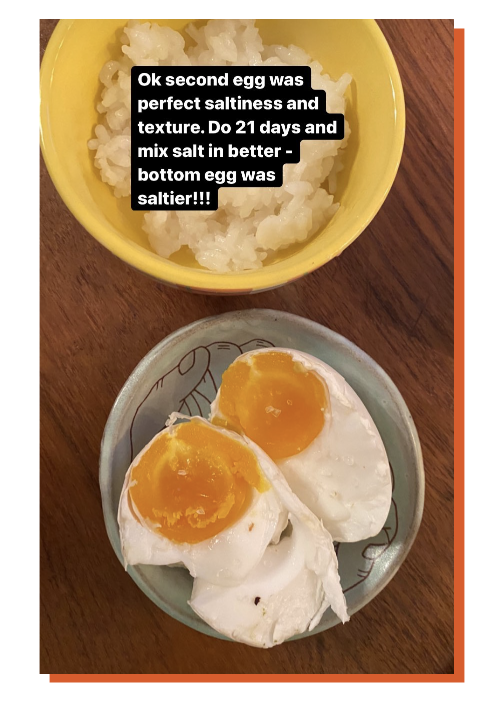 Ok second egg was
perfect saltiness and
texture. Do 21 days and
mix salt in better -
bottom egg was
saltier!!!